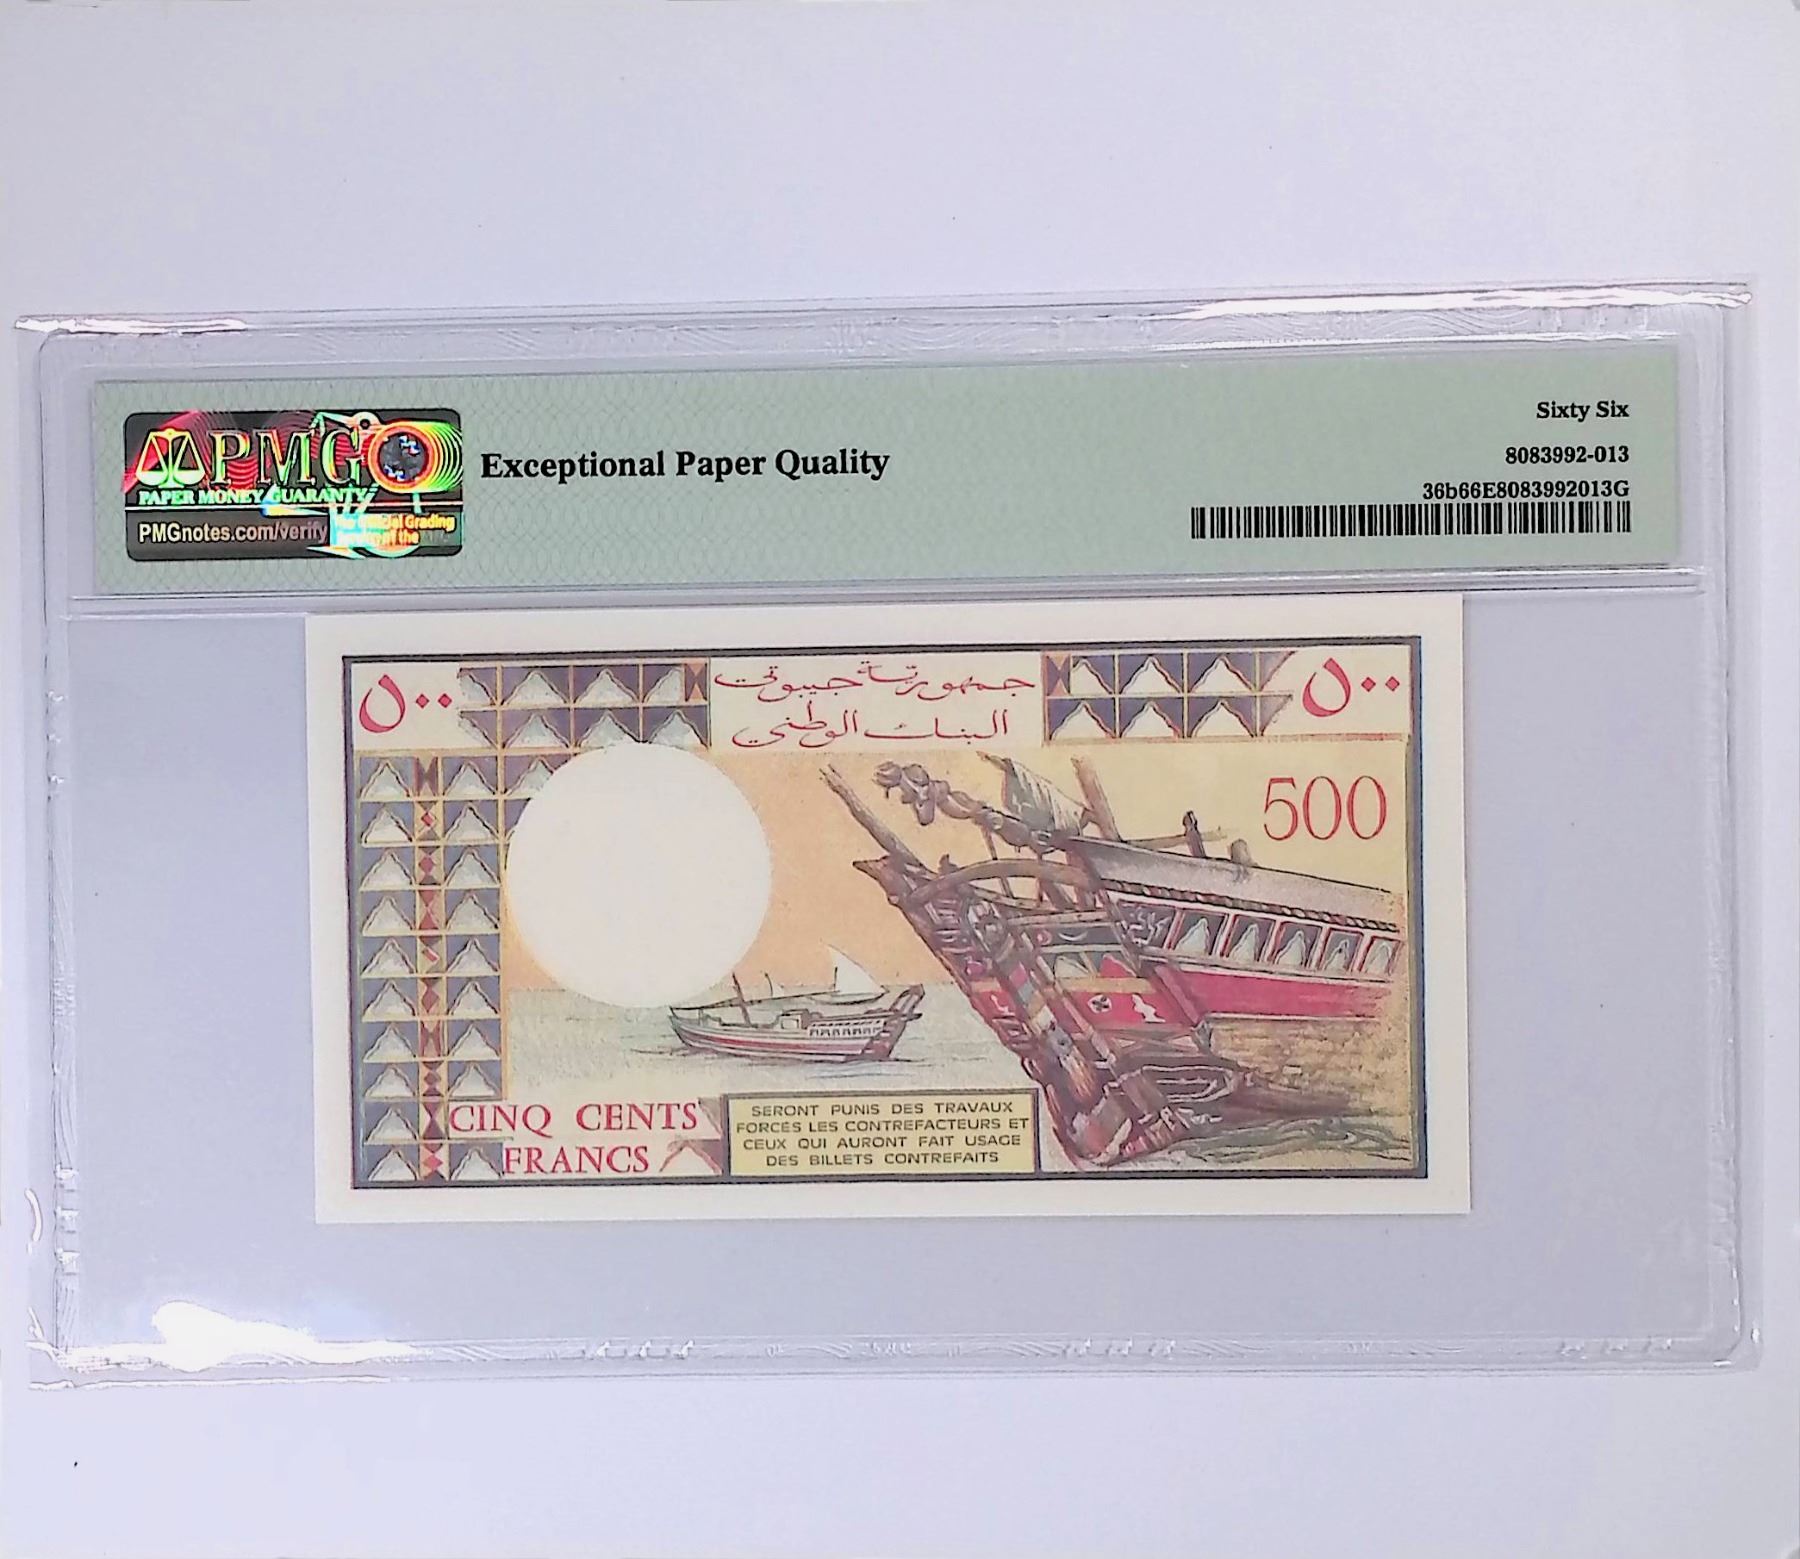 Sixty Six
PMG
PAPER MONEY GUARANTY
Exceptional Paper Quality
8083992-013
36b66E8083992013G
PMGnotes.com/verify
٥٠٠
جمهورية جيبوتي
٥٠٠
البنك الوطني
500
CINQ CENTS
FRANCS
SERONT PUNIS DES TRAVAUX
FORCÉS LES CONTREFACTEURS ET
CEUX QUI AURONT FAIT USAGE
DES BILLETS CONTREFAITS